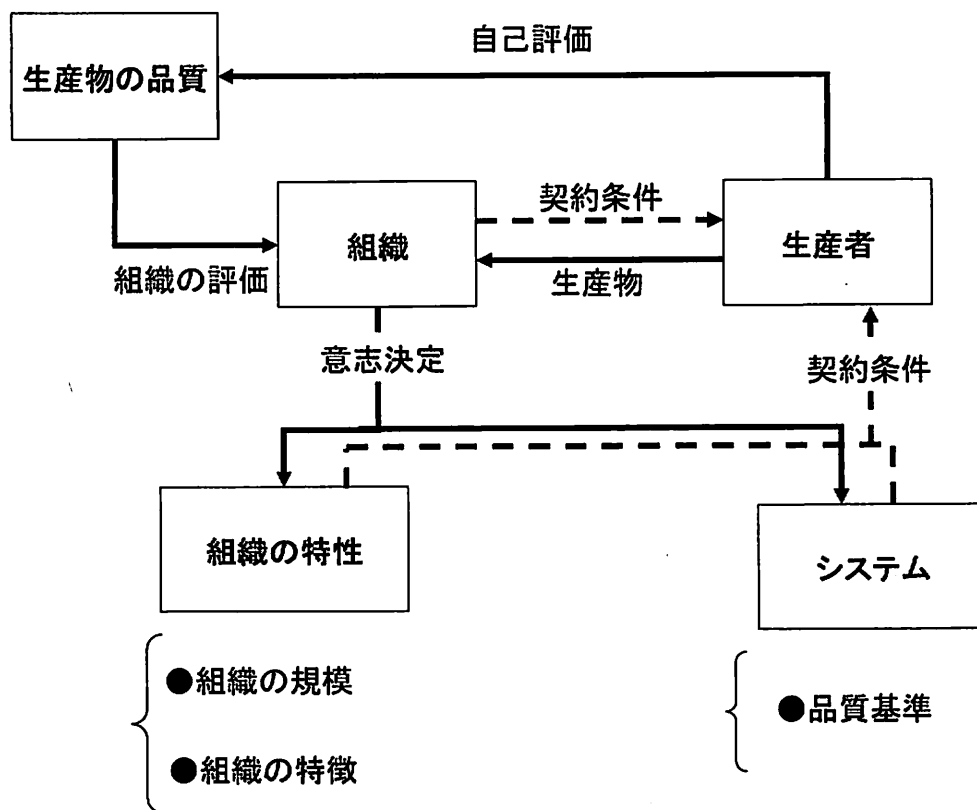 自己評価
生産物の品質
契約条件
組織
生産者
組織の評価
生産物
意志決定
契約条件
組織の特性
システム
●組織の規模
●品質基準
●組織の特徴